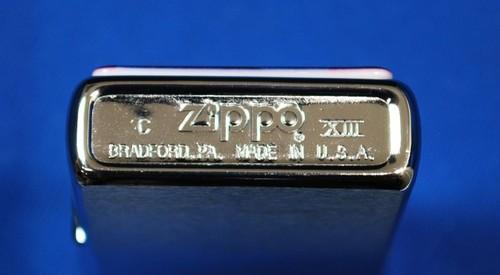 C Zippo XIII
BRADFORD, PA. MADE IN U.S.A.